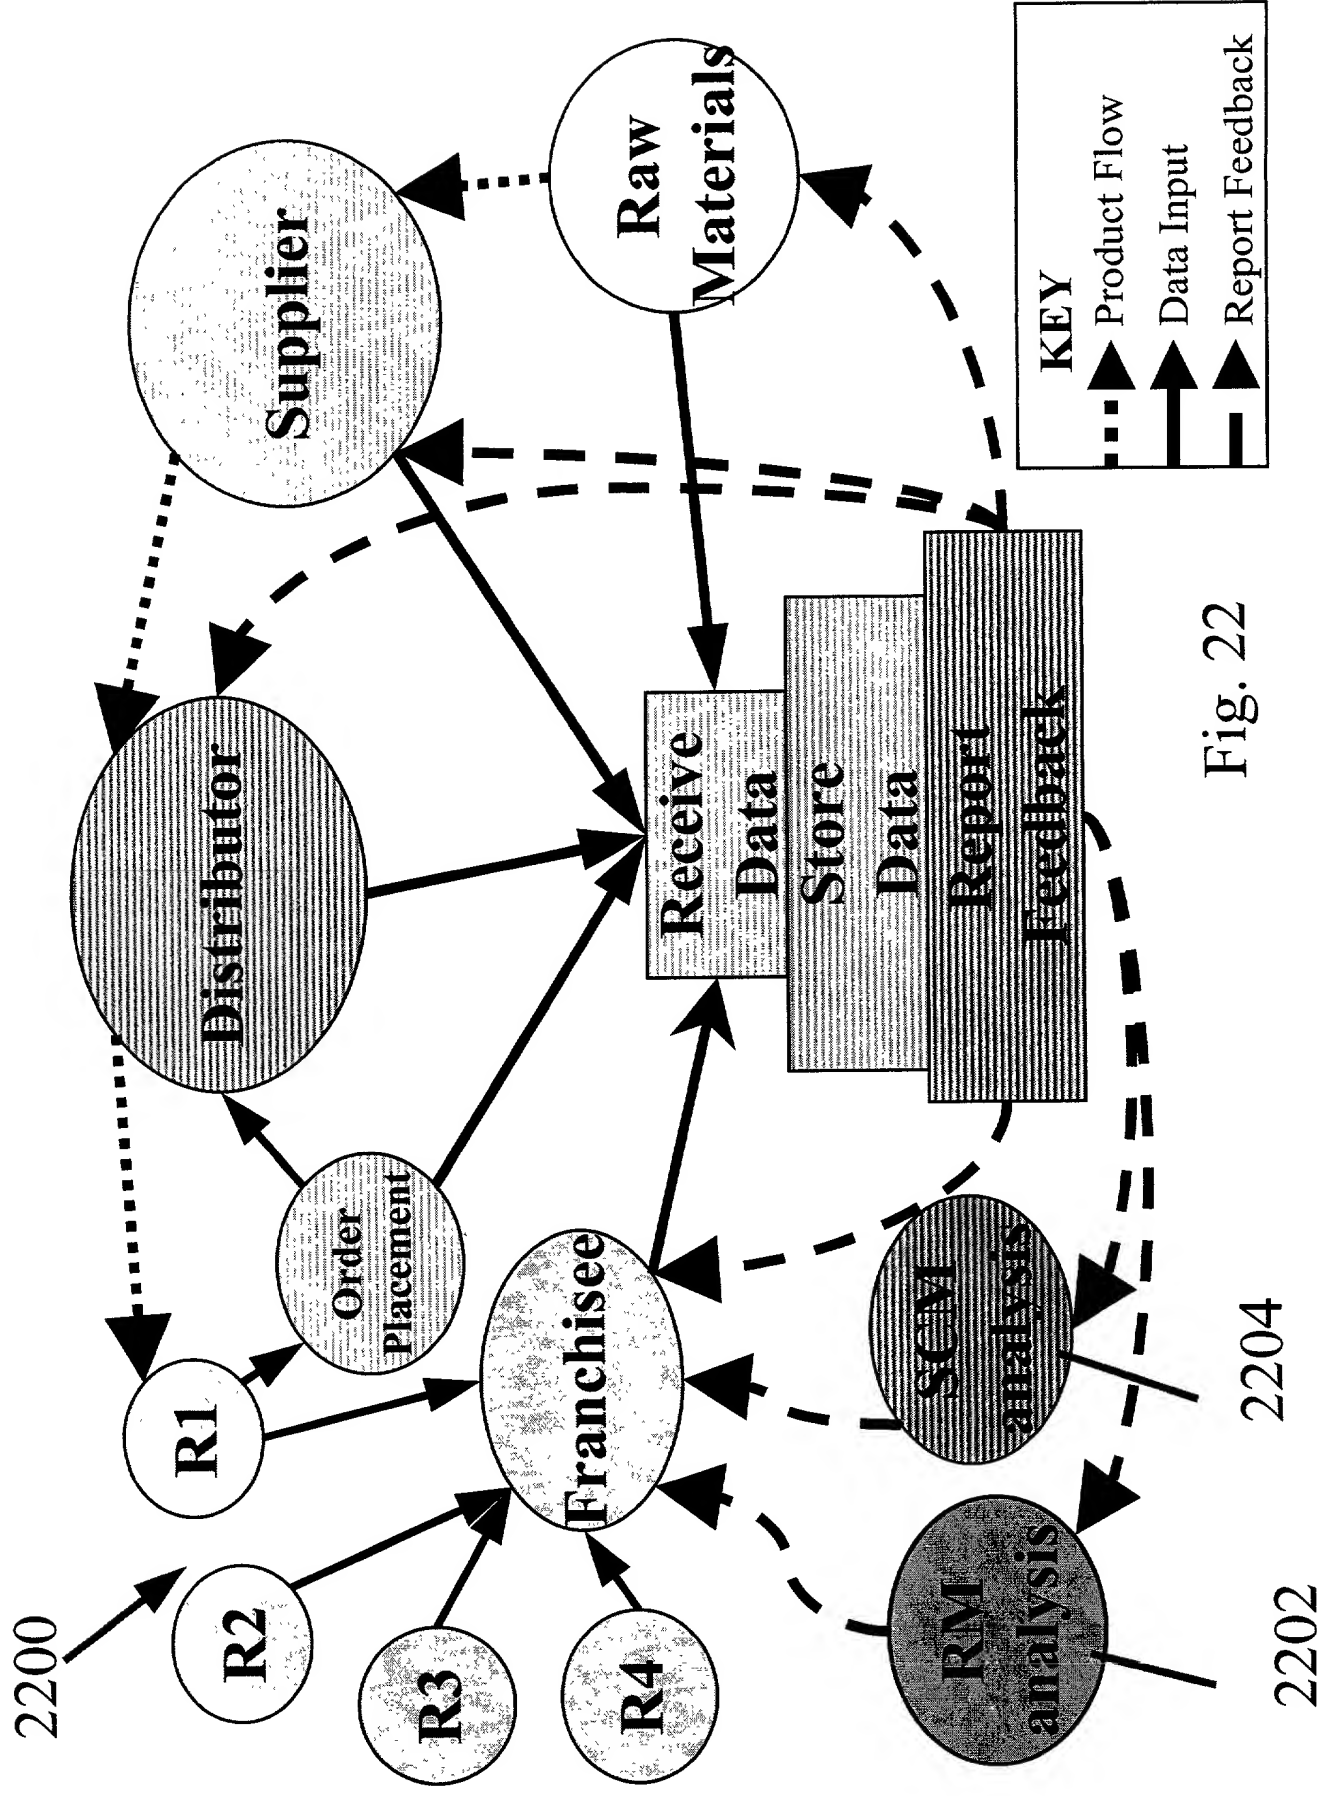 2200
R1
R2
R3
R4
Order
Placement
Distributor
Supplier
Raw
Materials
Franchisee
Receive
Data
Store
Data
Report
Feedback
SCM
analysis
RM
analysis
2202
2204
KEY
Product Flow
Data Input
Report Feedback
Fig. 22